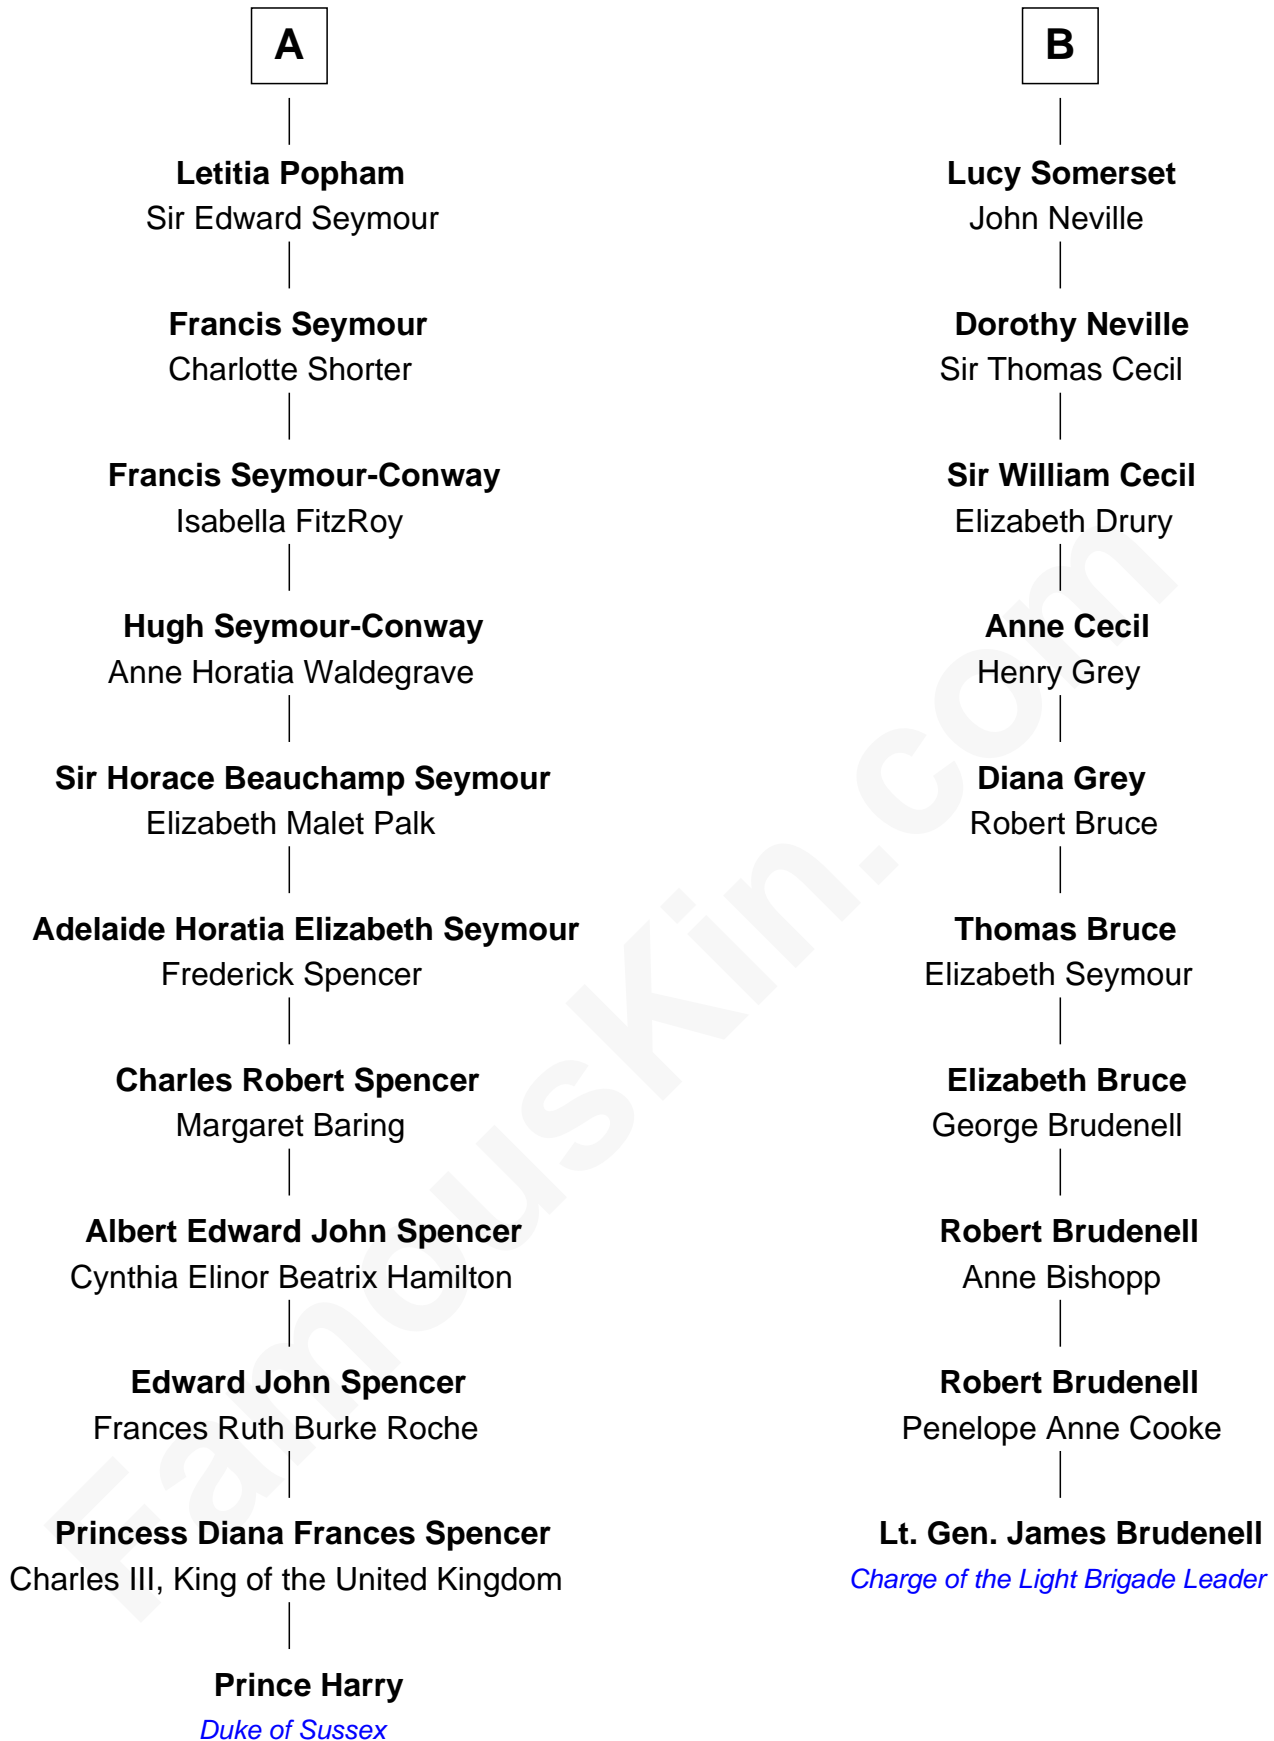 A
Letitia Popham
Sir Edward Seymour
Francis Seymour
Charlotte Shorter
Francis Seymour-Conway
Isabella FitzRoy
Hugh Seymour-Conway
Anne Horatia Waldegrave
Sir Horace Beauchamp Seymour
Elizabeth Malet Palk
Adelaide Horatia Elizabeth Seymour
Frederick Spencer
Charles Robert Spencer
Margaret Baring
Albert Edward John Spencer
Cynthia Elinor Beatrix Hamilton
Edward John Spencer
Frances Ruth Burke Roche
Princess Diana Frances Spencer
Charles III, King of the United Kingdom
Prince Harry
Duke of Sussex
B
Lucy Somerset
John Neville
Dorothy Neville
Sir Thomas Cecil
Sir William Cecil
Elizabeth Drury
Anne Cecil
Henry Grey
Diana Grey
Robert Bruce
Thomas Bruce
Elizabeth Seymour
Elizabeth Bruce
George Brudenell
Robert Brudenell
Anne Bishopp
Robert Brudenell
Penelope Anne Cooke
Lt. Gen. James Brudenell
Charge of the Light Brigade Leader
FamousKin.com